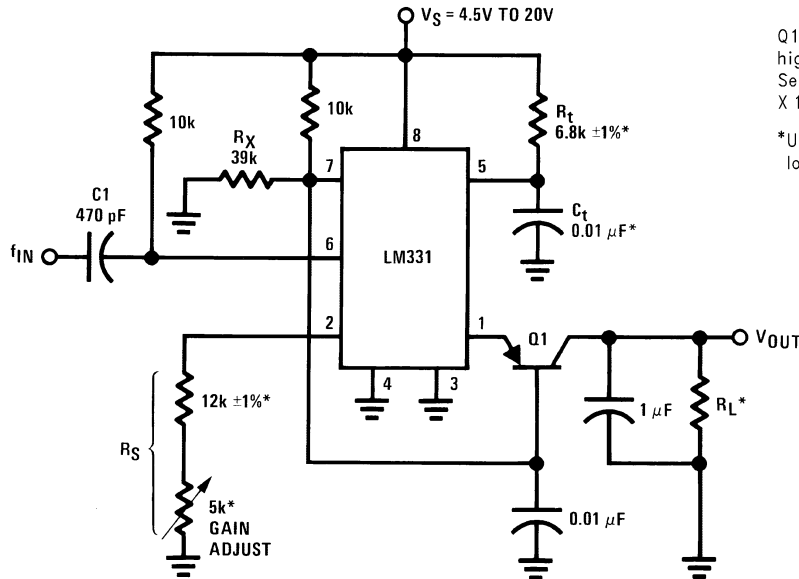 V_S = 4.5V TO 20V
Q1
hig
Se
X 1
*U
lo
10k
10k
R_t
6.8k ±1%*
R_X
39k
8
7
5
C1
470 pF
C_t
0.01 μF*
f_IN
6
LM331
2
1
Q1
V_OUT
4
3
12k ±1%*
R_S
1 μF
R_L*
5k*
GAIN
ADJUST
0.01 μF